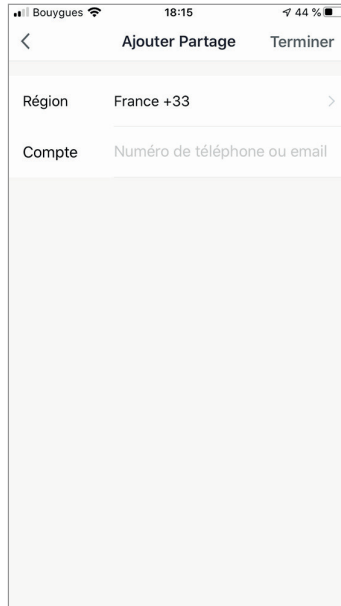 Bouygues 18:15 44 %
Ajouter Partage Terminer
Région France +33
Compte Numéro de téléphone ou email